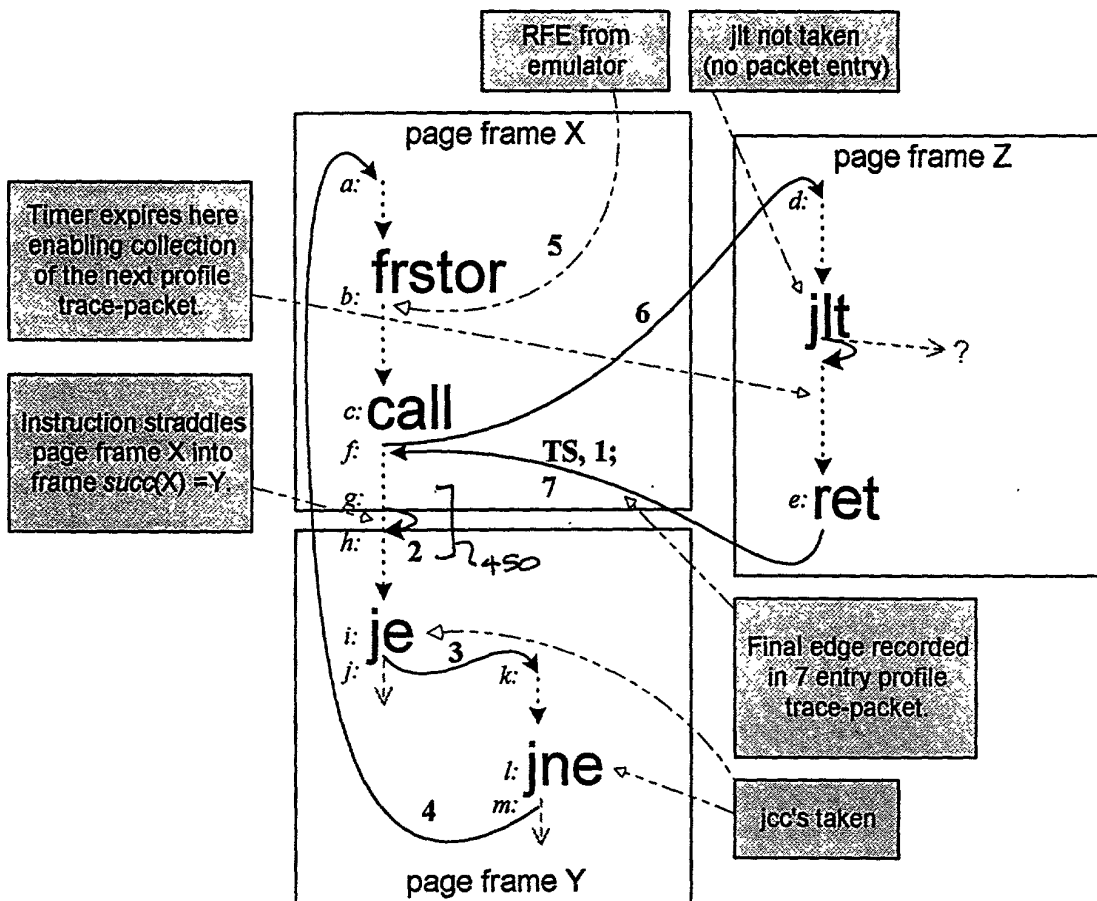 RFE from
emulator
jlt not taken
(no packet entry)
page frame X
page frame Z
a:
d:
Timer expires here
enabling collection
of the next profile
trace-packet.
5
frstor
b:
6
jlt
?
Instruction straddles
page frame X into
frame succ(X) =Y.
c: call
f:
TS, 1;
7
g:
e: ret
h:
2
450
i: je
j:
3
k:
Final edge recorded
in 7 entry profile
trace-packet.
l: jne
m:
4
jcc's taken
page frame Y